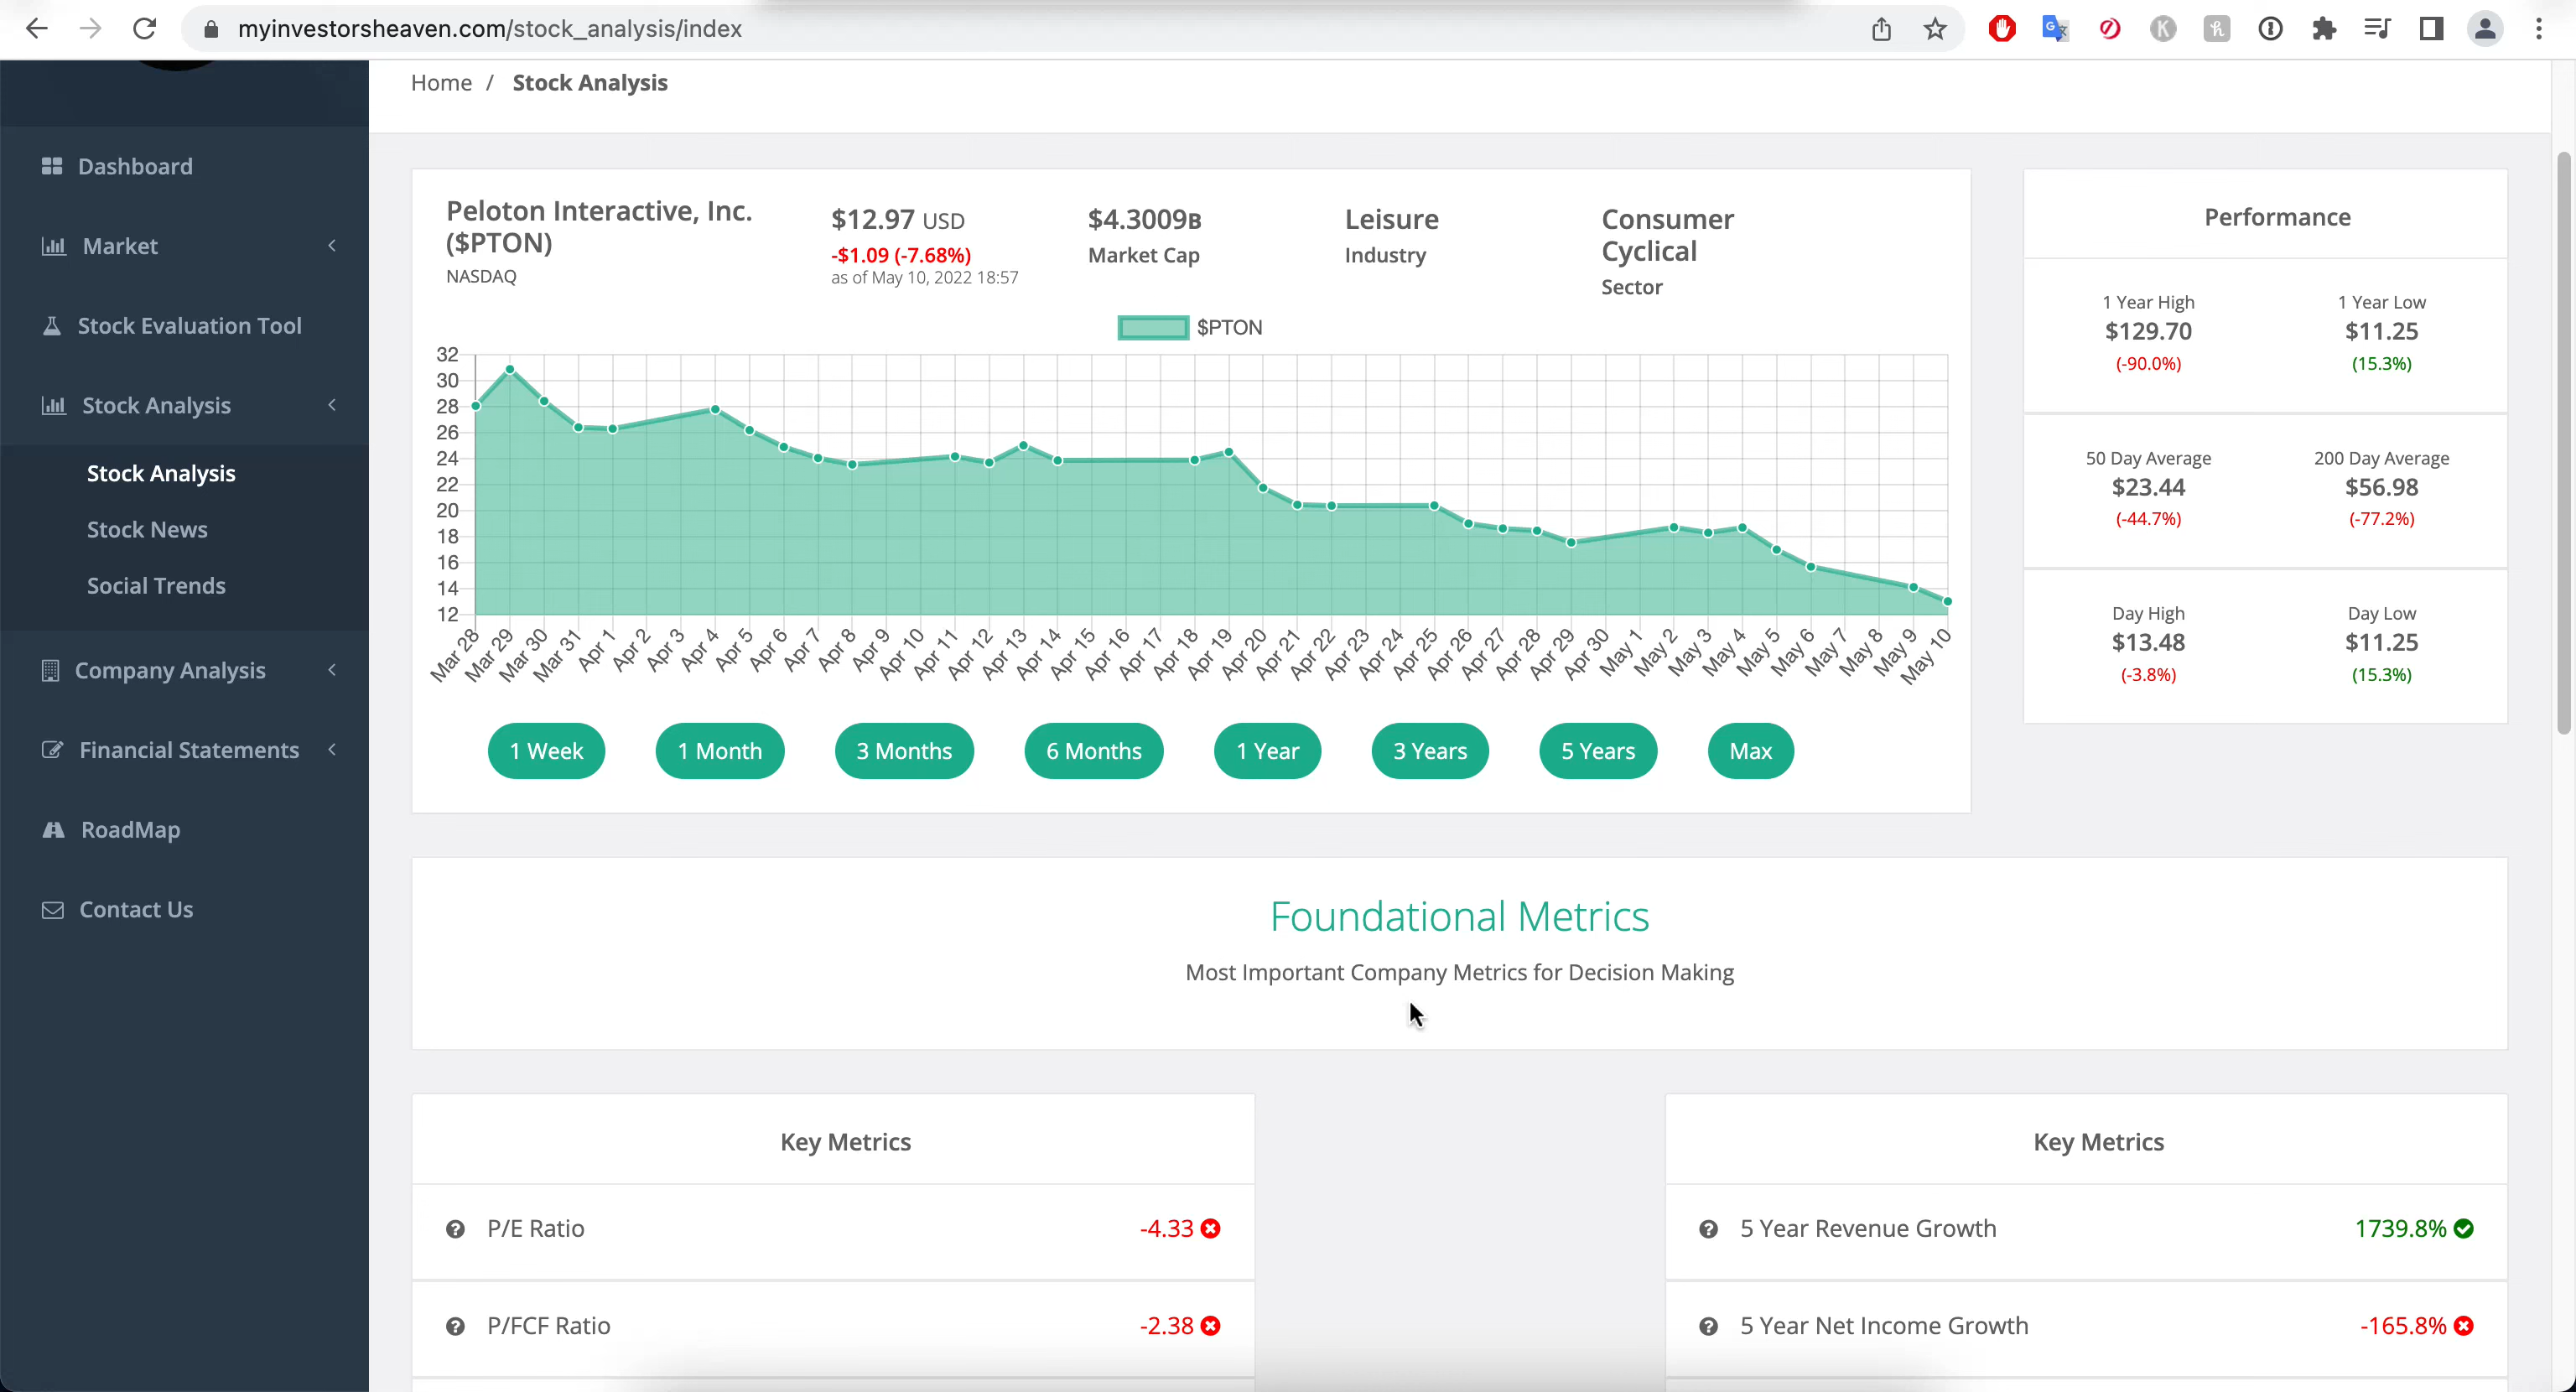 myinvestorsheaven.com/stock_analysis/index
Home / Stock Analysis
Dashboard
Market
Stock Evaluation Tool
Stock Analysis
Stock Analysis
Stock News
Social Trends
Company Analysis
Financial Statements
RoadMap
Contact Us
Peloton Interactive, Inc.
($PTON)
NASDAQ
$12.97 USD
-$1.09 (-7.68%)
as of May 10, 2022 18:57
$4.3009B
Market Cap
Leisure
Industry
Consumer
Cyclical
Sector
$PTON
32
30
28
26
24
22
20
18
16
14
12
Mar 28
Mar 29
Mar 30
Mar 31
Apr 1
Apr 2
Apr 3
Apr 4
Apr 5
Apr 6
Apr 7
Apr 8
Apr 9
Apr 10
Apr 11
Apr 12
Apr 13
Apr 14
Apr 15
Apr 16
Apr 17
Apr 18
Apr 19
Apr 20
Apr 21
Apr 22
Apr 23
Apr 24
Apr 25
Apr 26
Apr 27
Apr 28
Apr 29
Apr 30
May 1
May 2
May 3
May 4
May 5
May 6
May 7
May 8
May 9
May 10
1 Week
1 Month
3 Months
6 Months
1 Year
3 Years
5 Years
Max
Performance
1 Year High 1 Year Low
$129.70 $11.25
(-90.0%) (15.3%)
50 Day Average 200 Day Average
$23.44 $56.98
(-44.7%) (-77.2%)
Day High Day Low
$13.48 $11.25
(-3.8%) (15.3%)
Foundational Metrics
Most Important Company Metrics for Decision Making
Key Metrics
P/E Ratio -4.33
P/FCF Ratio -2.38
Key Metrics
5 Year Revenue Growth 1739.8%
5 Year Net Income Growth -165.8%